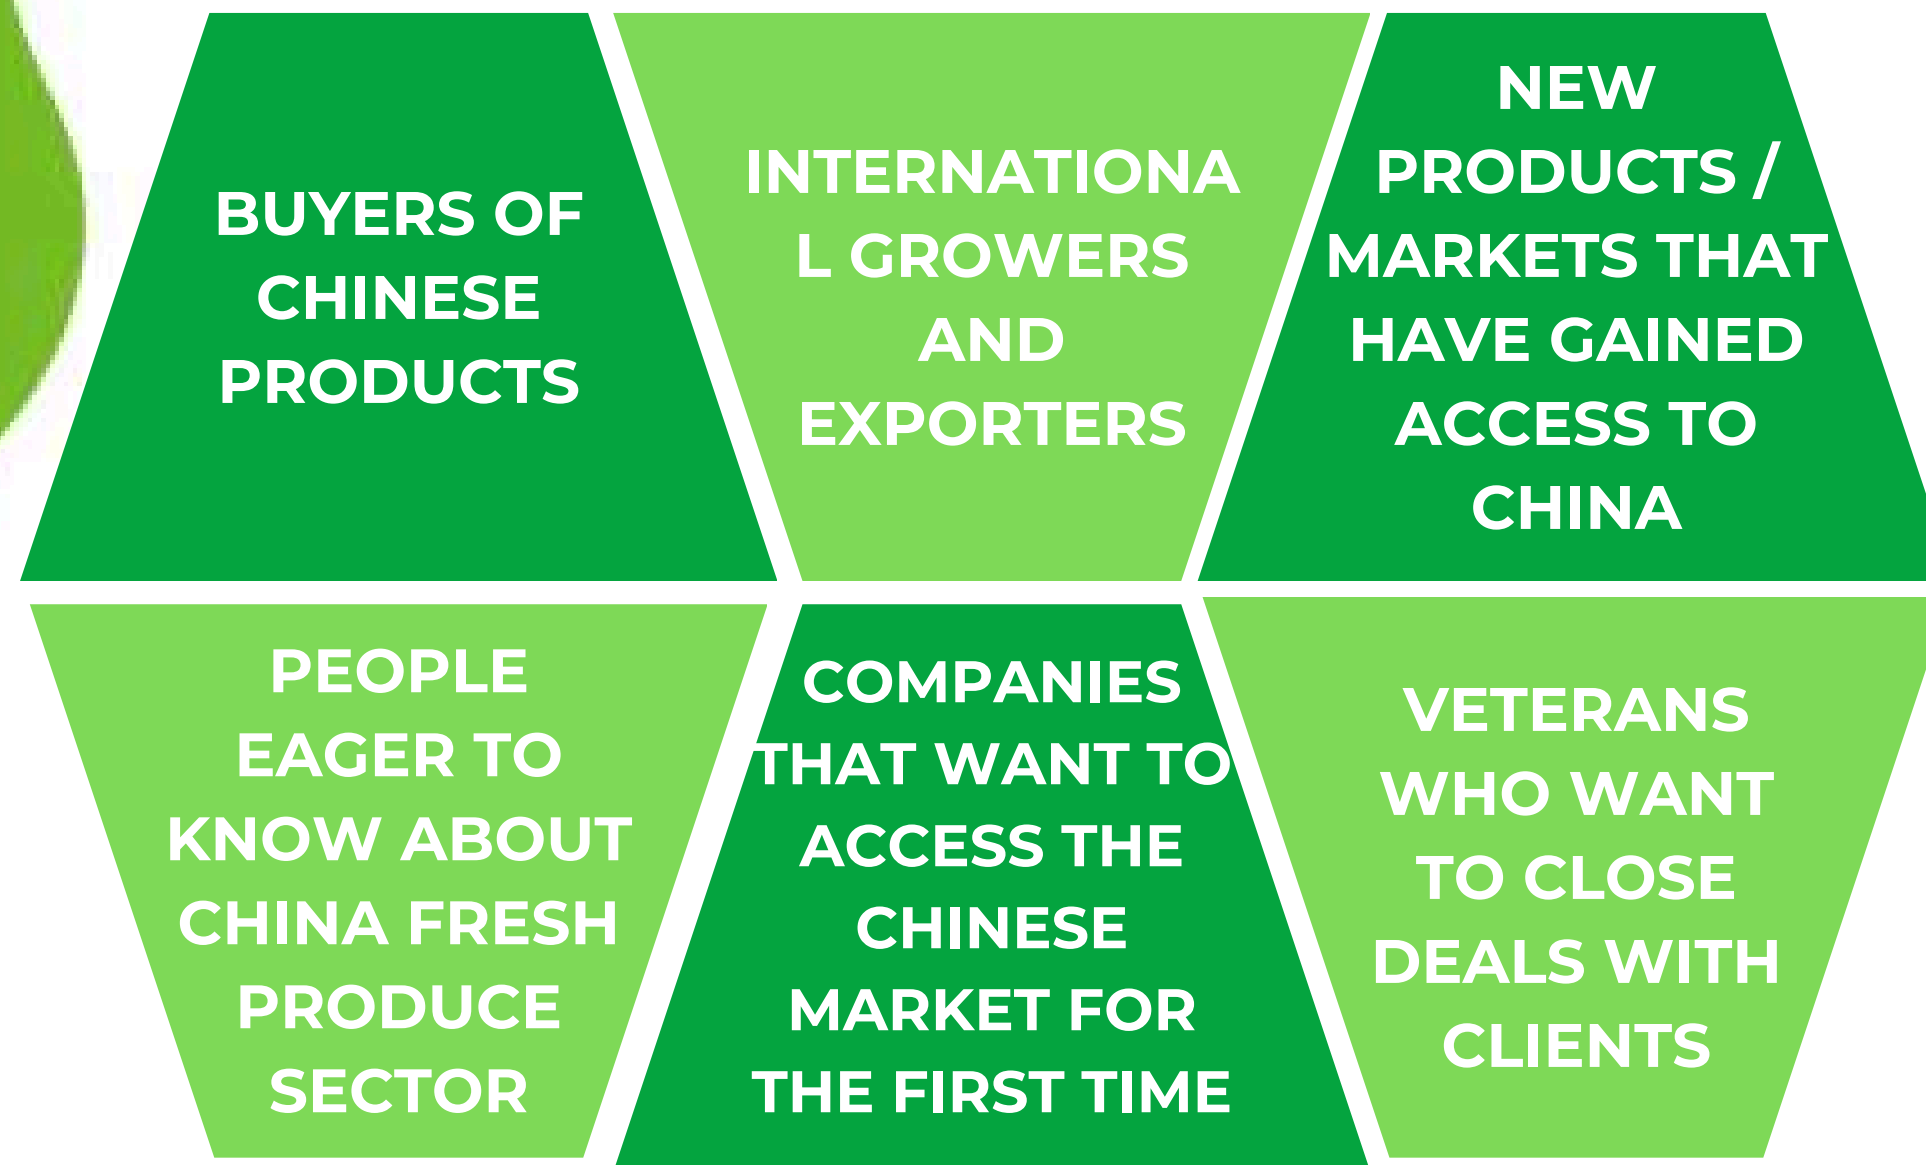 BUYERS OF
CHINESE
PRODUCTS
INTERNATIONA
L GROWERS
AND
EXPORTERS
NEW
PRODUCTS /
MARKETS THAT
HAVE GAINED
ACCESS TO
CHINA
PEOPLE
EAGER TO
KNOW ABOUT
CHINA FRESH
PRODUCE
SECTOR
COMPANIES
THAT WANT TO
ACCESS THE
CHINESE
MARKET FOR
THE FIRST TIME
VETERANS
WHO WANT
TO CLOSE
DEALS WITH
CLIENTS